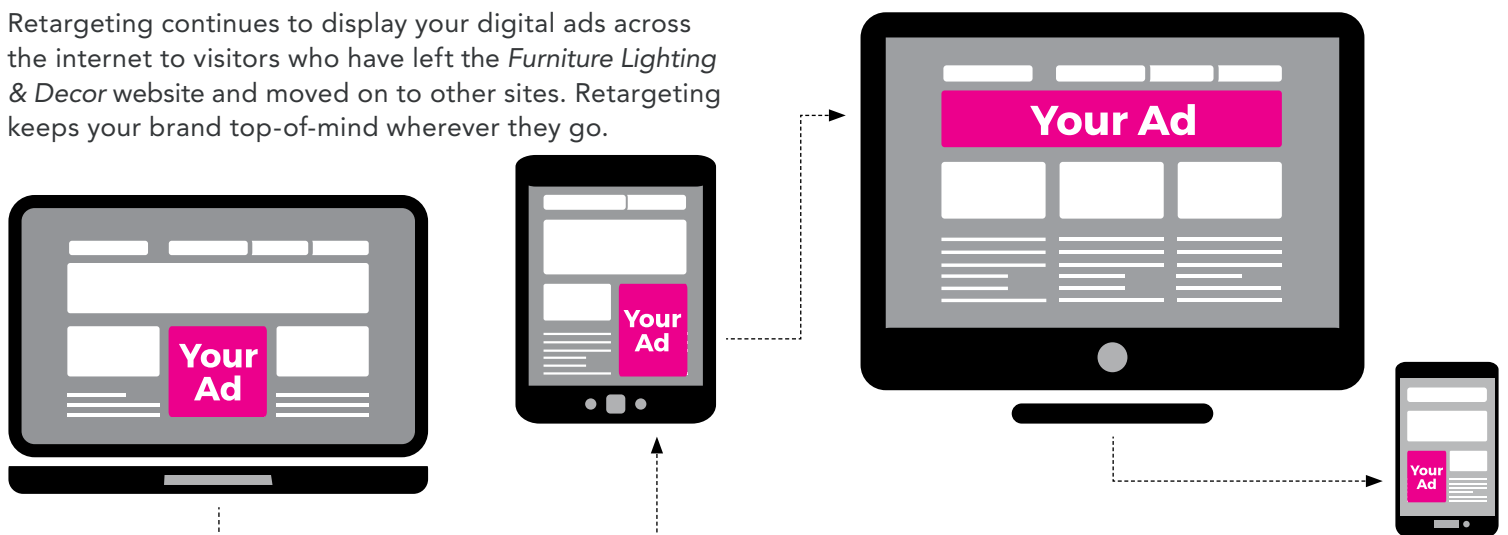 Retargeting continues to display your digital ads across
the internet to visitors who have left the Furniture Lighting
& Decor website and moved on to other sites. Retargeting
keeps your brand top-of-mind wherever they go.
Your
Ad
Your
Ad
Your Ad
Your
Ad